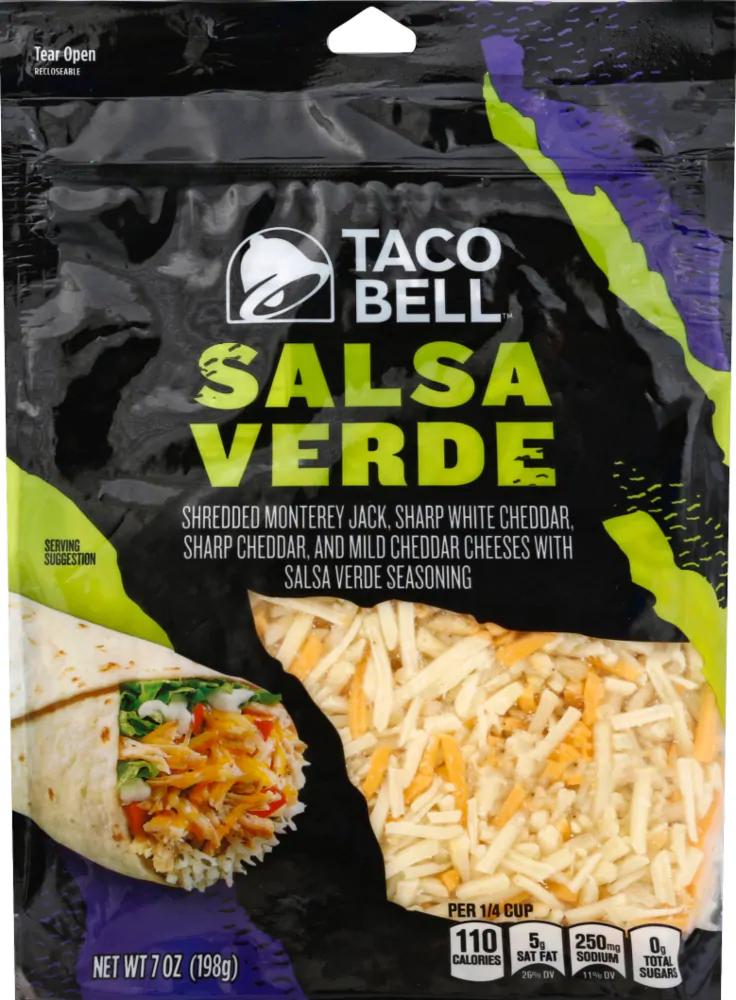 Tear Open
RECLOSEABLE
TACO
BELL™
SALSA
VERDE
SHREDDED MONTEREY JACK, SHARP WHITE CHEDDAR,
SHARP CHEDDAR, AND MILD CHEDDAR CHEESES WITH
SALSA VERDE SEASONING
SERVING
SUGGESTION
PER 1/4 CUP
110
CALORIES
5g
SAT FAT
26% DV
250mg
SODIUM
11% DV
0g
TOTAL
SUGARS
NET WT 7 OZ (198g)